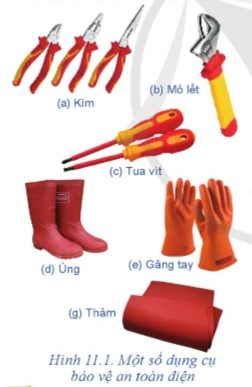 (a) Kìm
(b) Mỏ lết
(c) Tua vít
(d) Ủng
(e) Găng tay
(g) Thảm
Hình 11.1. Một số dụng cụ
bảo vệ an toàn điện